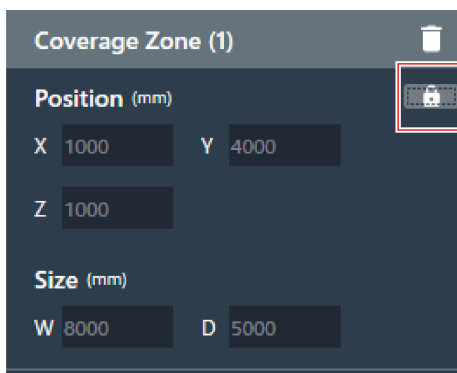 Coverage Zone (1)
Position (mm)
X 1000 Y 4000
Z 1000
Size (mm)
W 8000 D 5000